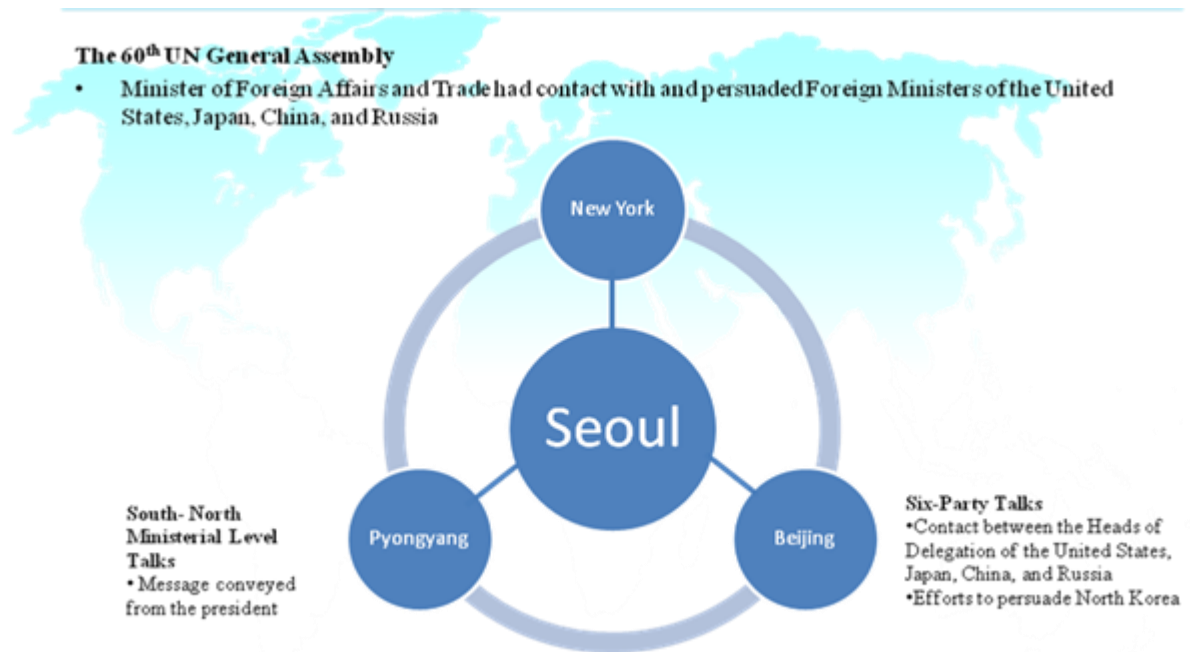 The 60th UN General Assembly
• Minister of Foreign Affairs and Trade had contact with and persuaded Foreign Ministers of the United
States, Japan, China, and Russia
New York
Seoul
Pyongyang
Beijing
South- North
Ministerial Level
Talks
• Message conveyed
from the president
Six-Party Talks
•Contact between the Heads of
Delegation of the United States,
Japan, China, and Russia
•Efforts to persuade North Korea